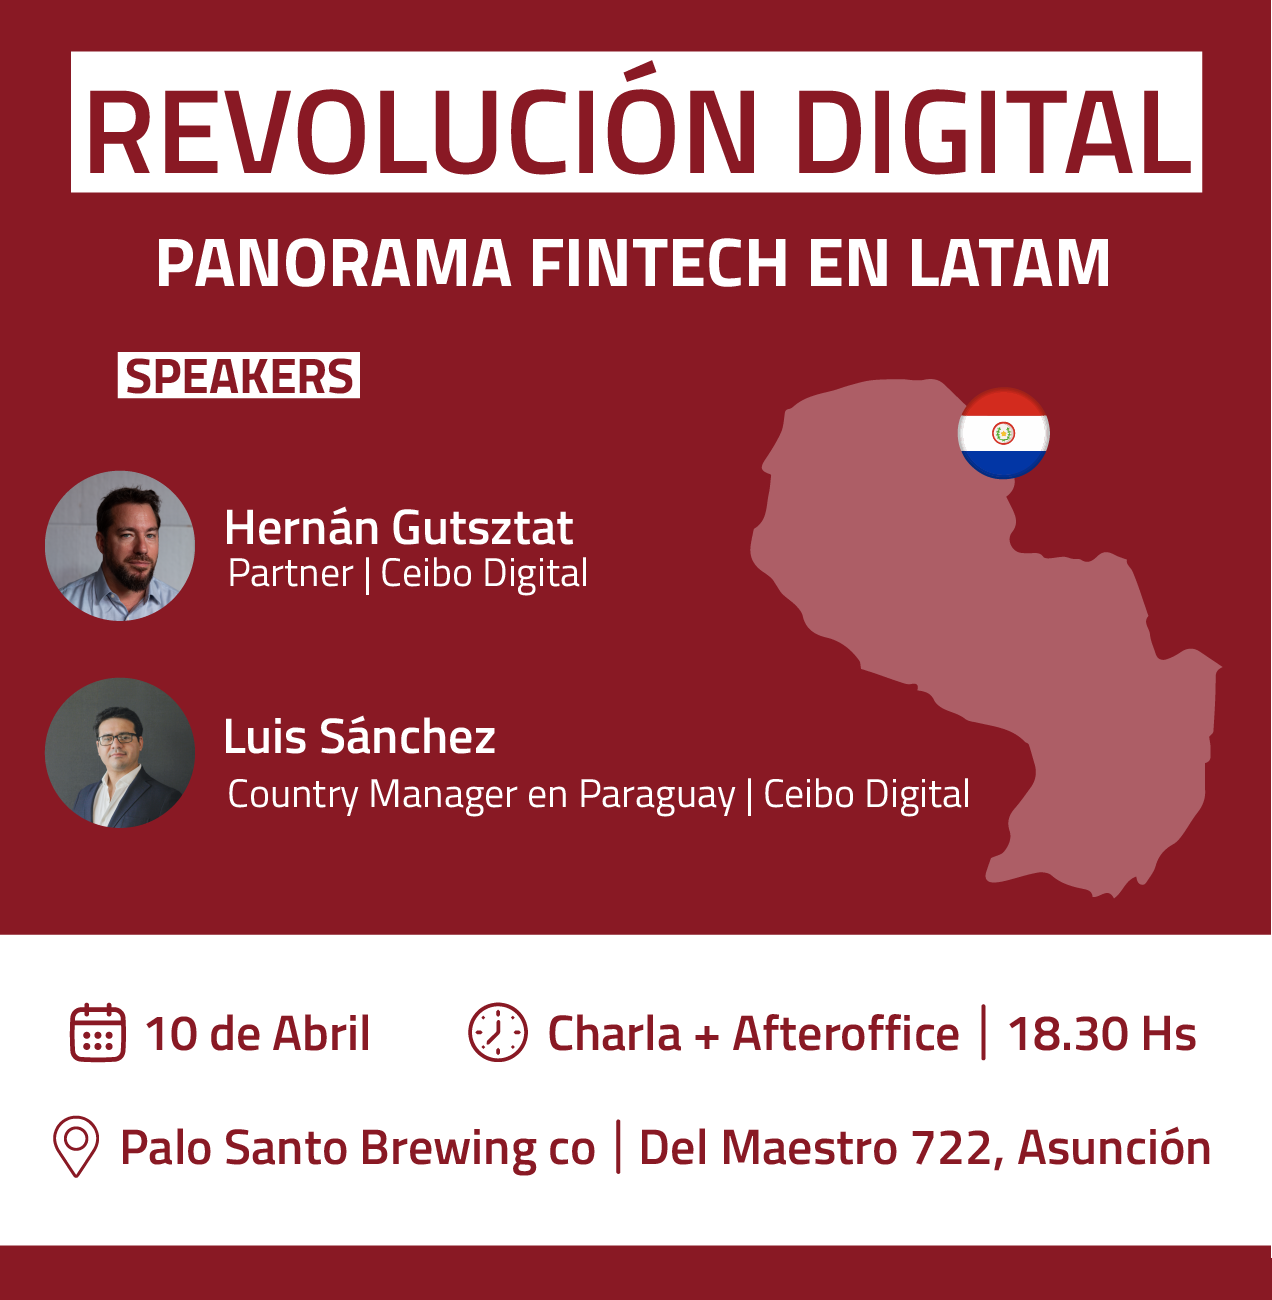 REVOLUCIÓN DIGITAL
PANORAMA FINTECH EN LATAM
SPEAKERS
Hernán Gutsztat
Partner | Ceibo Digital
Luis Sánchez
Country Manager en Paraguay | Ceibo Digital
10 de Abril
Charla + Afteroffice | 18.30 Hs
Palo Santo Brewing co | Del Maestro 722, Asunción